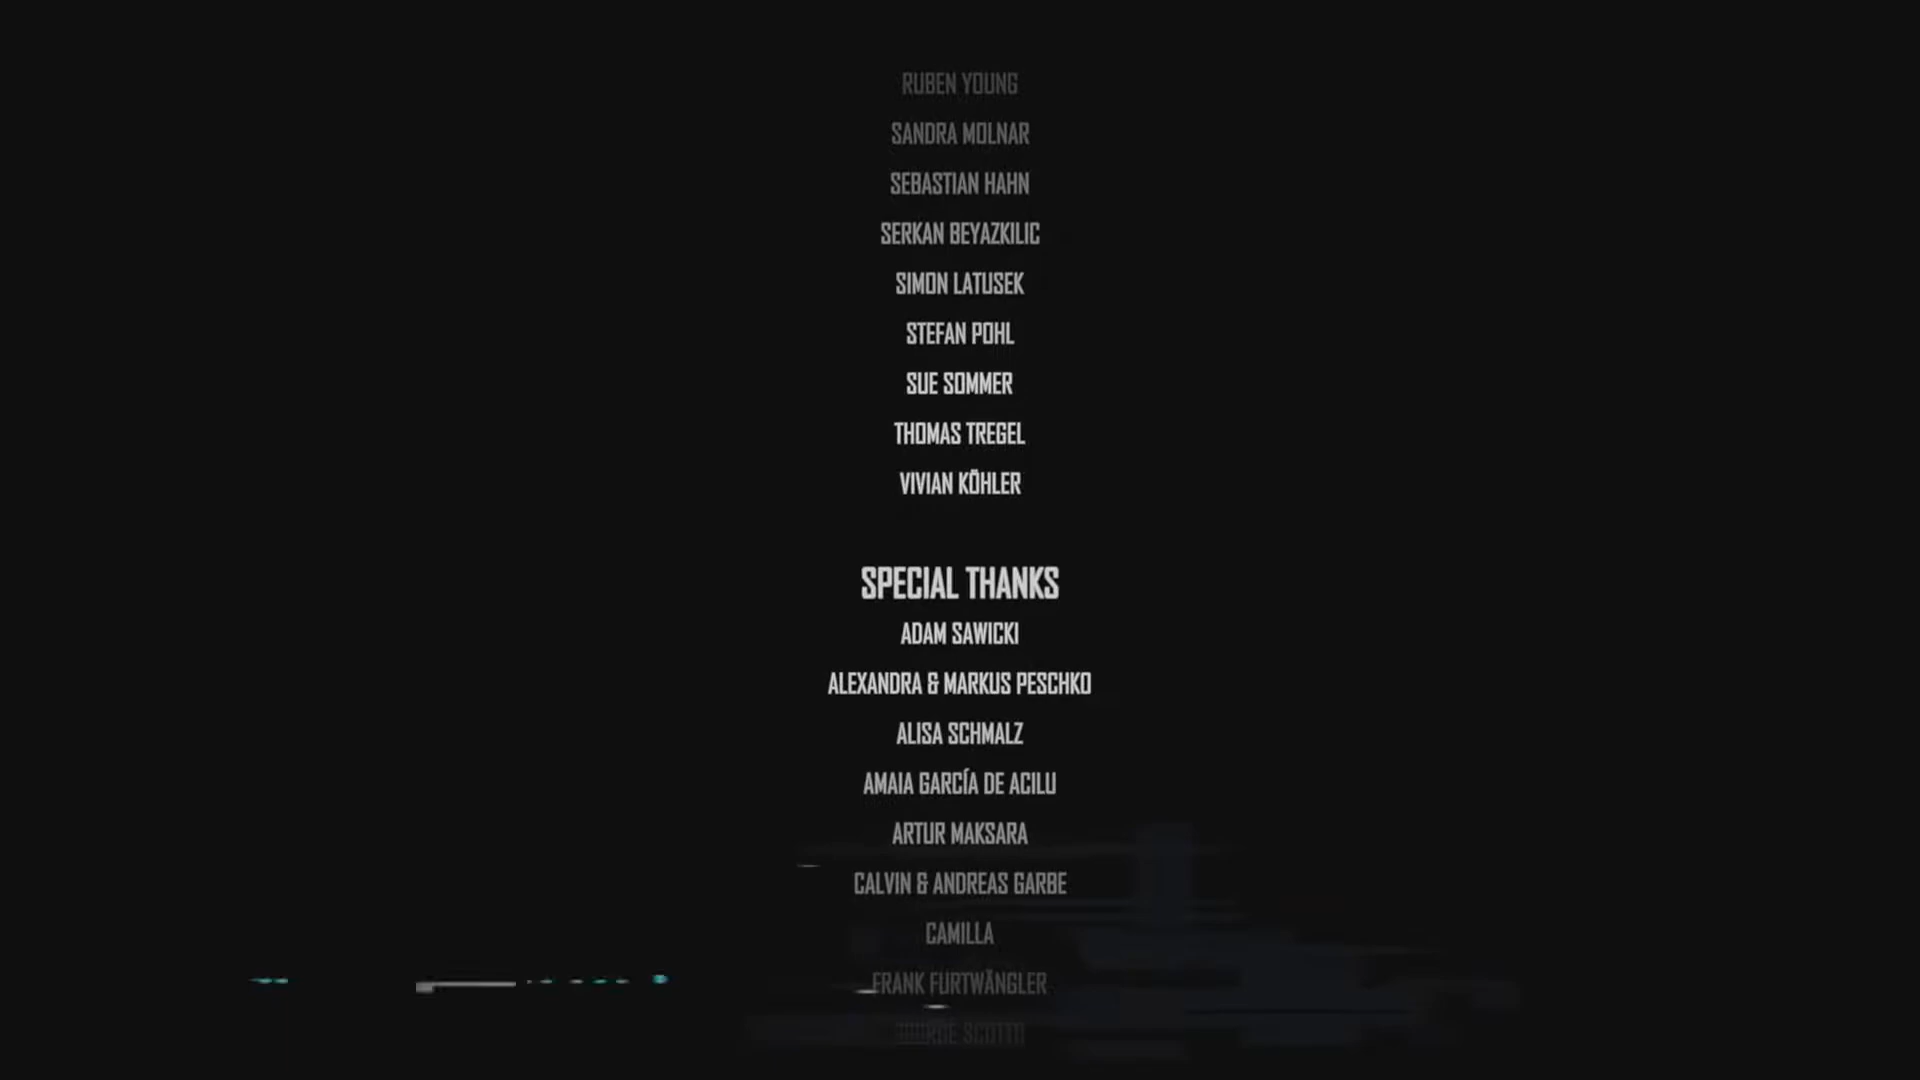 RUBEN YOUNG
SANDRA MOLNAR
SEBASTIAN HAHN
SERKAN BEYAZKILIC
SIMON LATUSEK
STEFAN POHL
SUE SOMMER
THOMAS TREGEL
VIVIAN KÖHLER
SPECIAL THANKS
ADAM SAWICKI
ALEXANDRA & MARKUS PESCHKO
ALISA SCHMALZ
AMAIA GARCÍA DE ACILU
ARTUR MAKSARA
CALVIN & ANDREAS GARBE
CAMILLA
FRANK FURTWÄNGLER